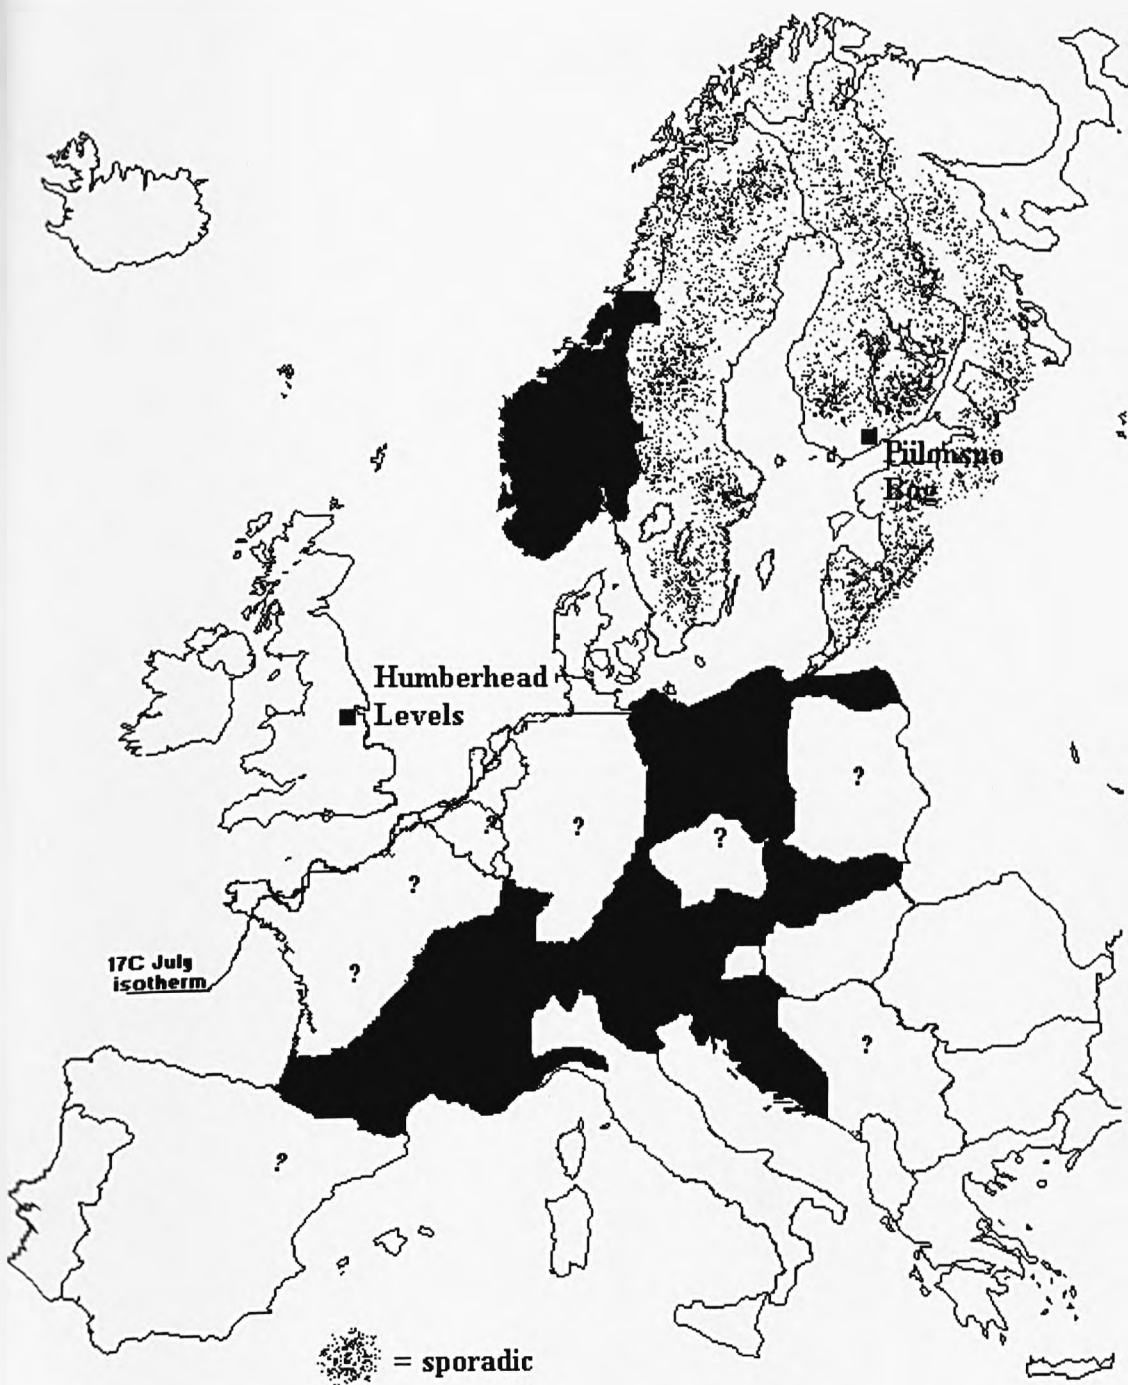 Piilonsuo
Bog
Humberhead
Levels
?
?
?
?
?
?
17C July
isotherm
?
?
?
= sporadic